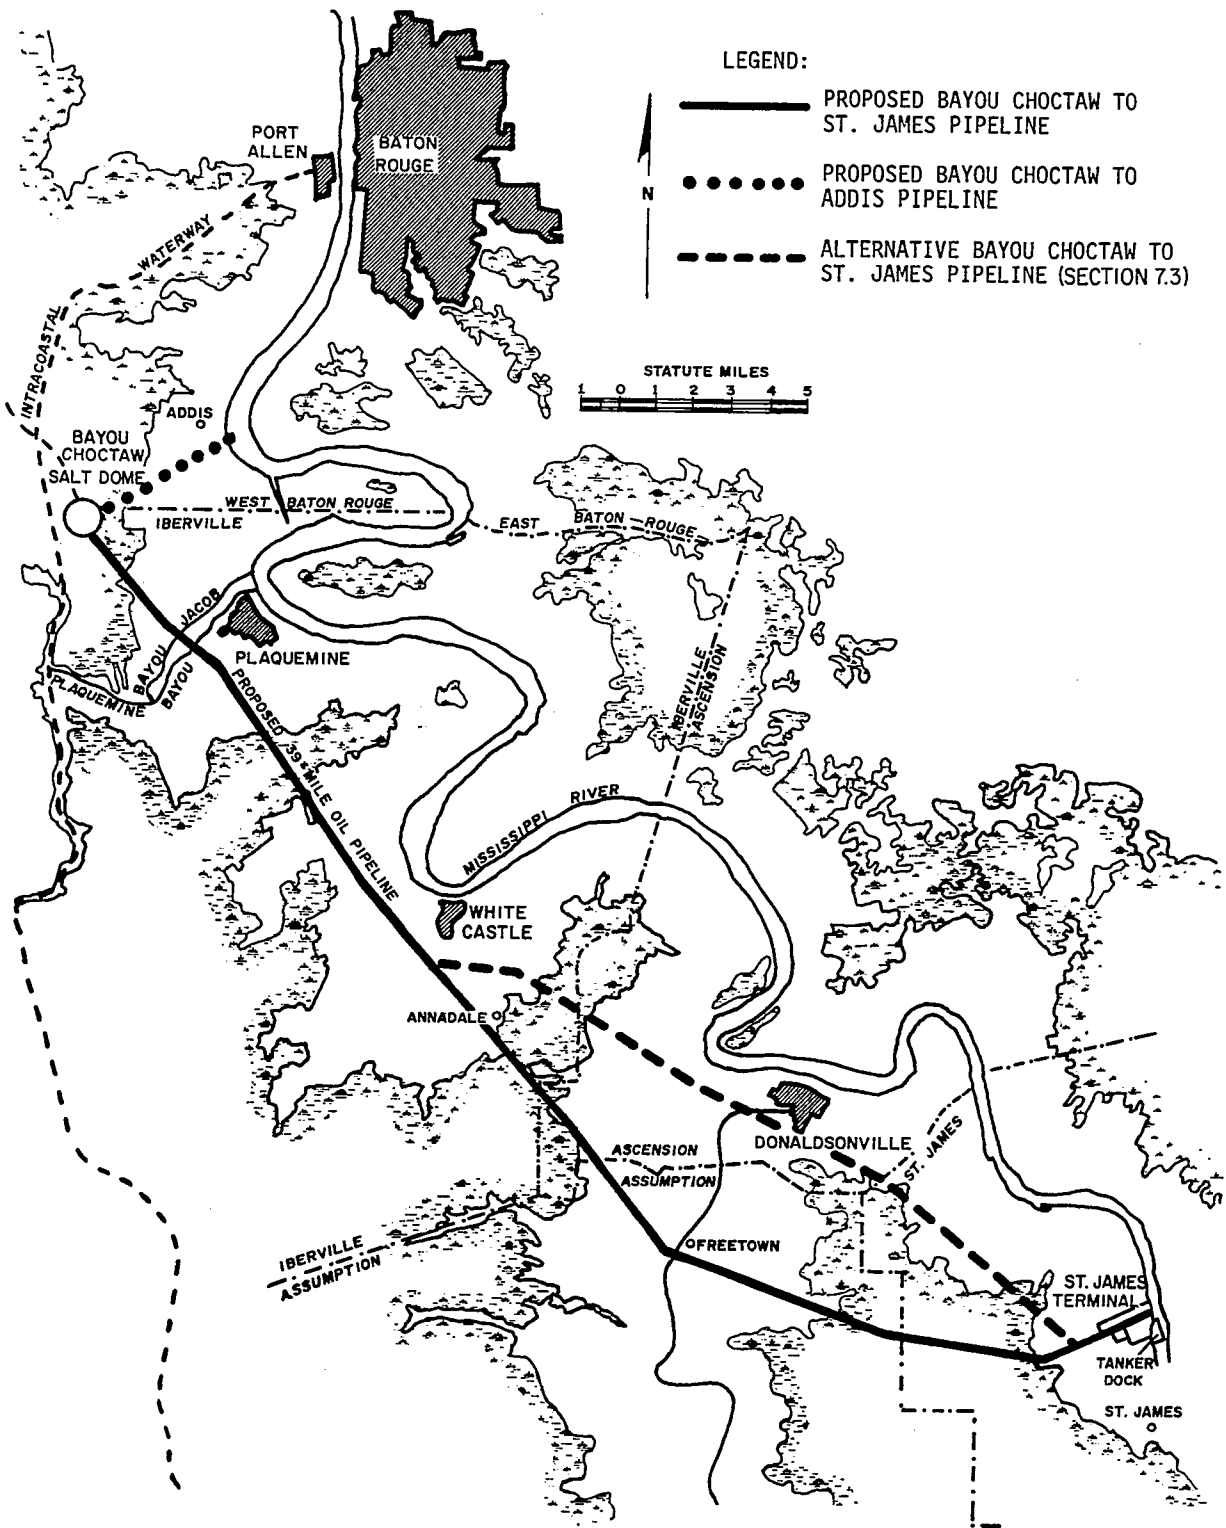 LEGEND:
PROPOSED BAYOU CHOCTAW TO
ST. JAMES PIPELINE
PROPOSED BAYOU CHOCTAW TO
ADDIS PIPELINE
ALTERNATIVE BAYOU CHOCTAW TO
ST. JAMES PIPELINE (SECTION 7.3)
N
STATUTE MILES
1 0 1 2 3 4 5
PORT
ALLEN
BATON
ROUGE
WATERWAY
INTRACOASTAL
ADDIS
BAYOU
CHOCTAW
SALT DOME
WEST BATON ROUGE
IBERVILLE
EAST BATON ROUGE
BAYOU JACOB
PLAQUEMINE
BAYOU
PLAQUEMINE
IBERVILLE
ASCENSION
PROPOSED 39± MILE OIL PIPELINE
MISSISSIPPI RIVER
WHITE
CASTLE
ANNADALE
DONALDSONVILLE
ASCENSION
ASSUMPTION
ST. JAMES
IBERVILLE
ASSUMPTION
FREETOWN
ST. JAMES
TERMINAL
TANKER
DOCK
ST. JAMES